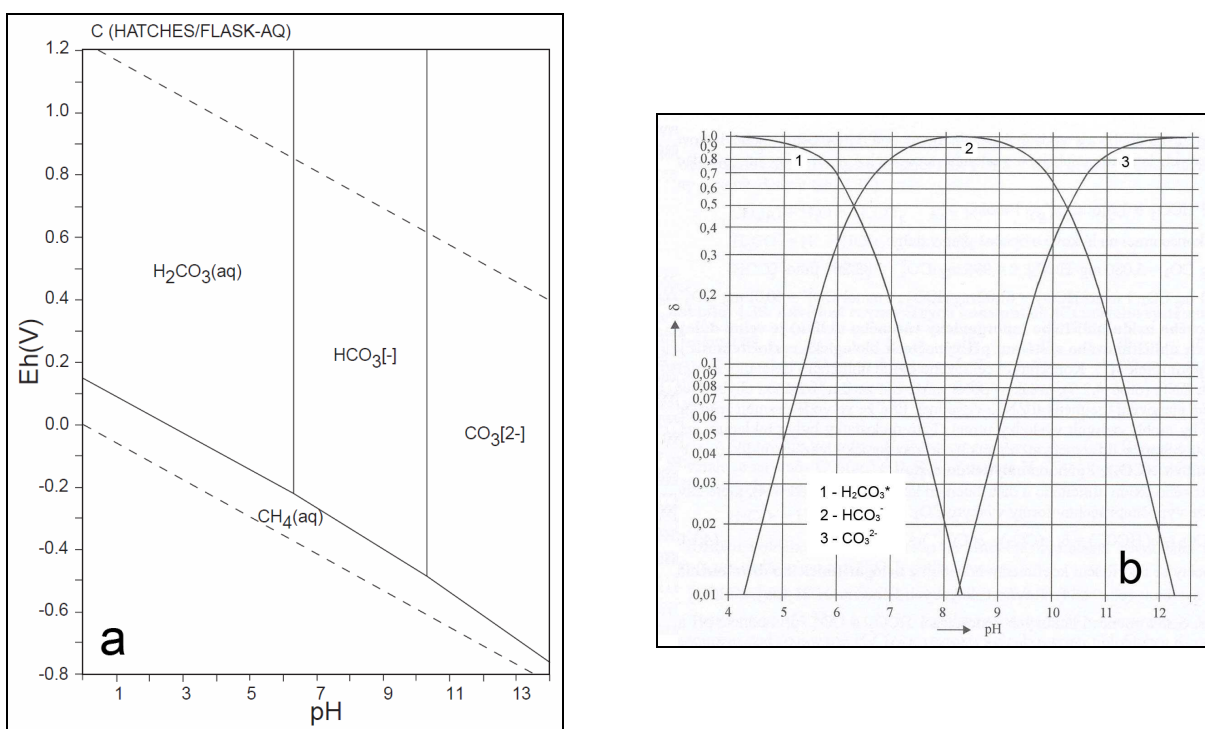 C (HATCHES/FLASK-AQ)
1.2
1.0
0.8
0.6
0.4
0.2
0.0
-0.2
-0.4
-0.6
-0.8
Eh(V)
H₂CO₃(aq)
HCO₃[-]
CO₃[2-]
CH₄(aq)
a
1 3 5 7 9 11 13
pH
1,0
0,9
0,8
0,7
0,6
0,5
0,4
0,3
0,2
0,1
0,09
0,08
0,07
0,06
0,05
0,04
0,03
0,02
0,01
δ
1
2
3
1 - H₂CO₃*
2 - HCO₃⁻
3 - CO₃²⁻
b
4 5 6 7 8 9 10 11 12
pH